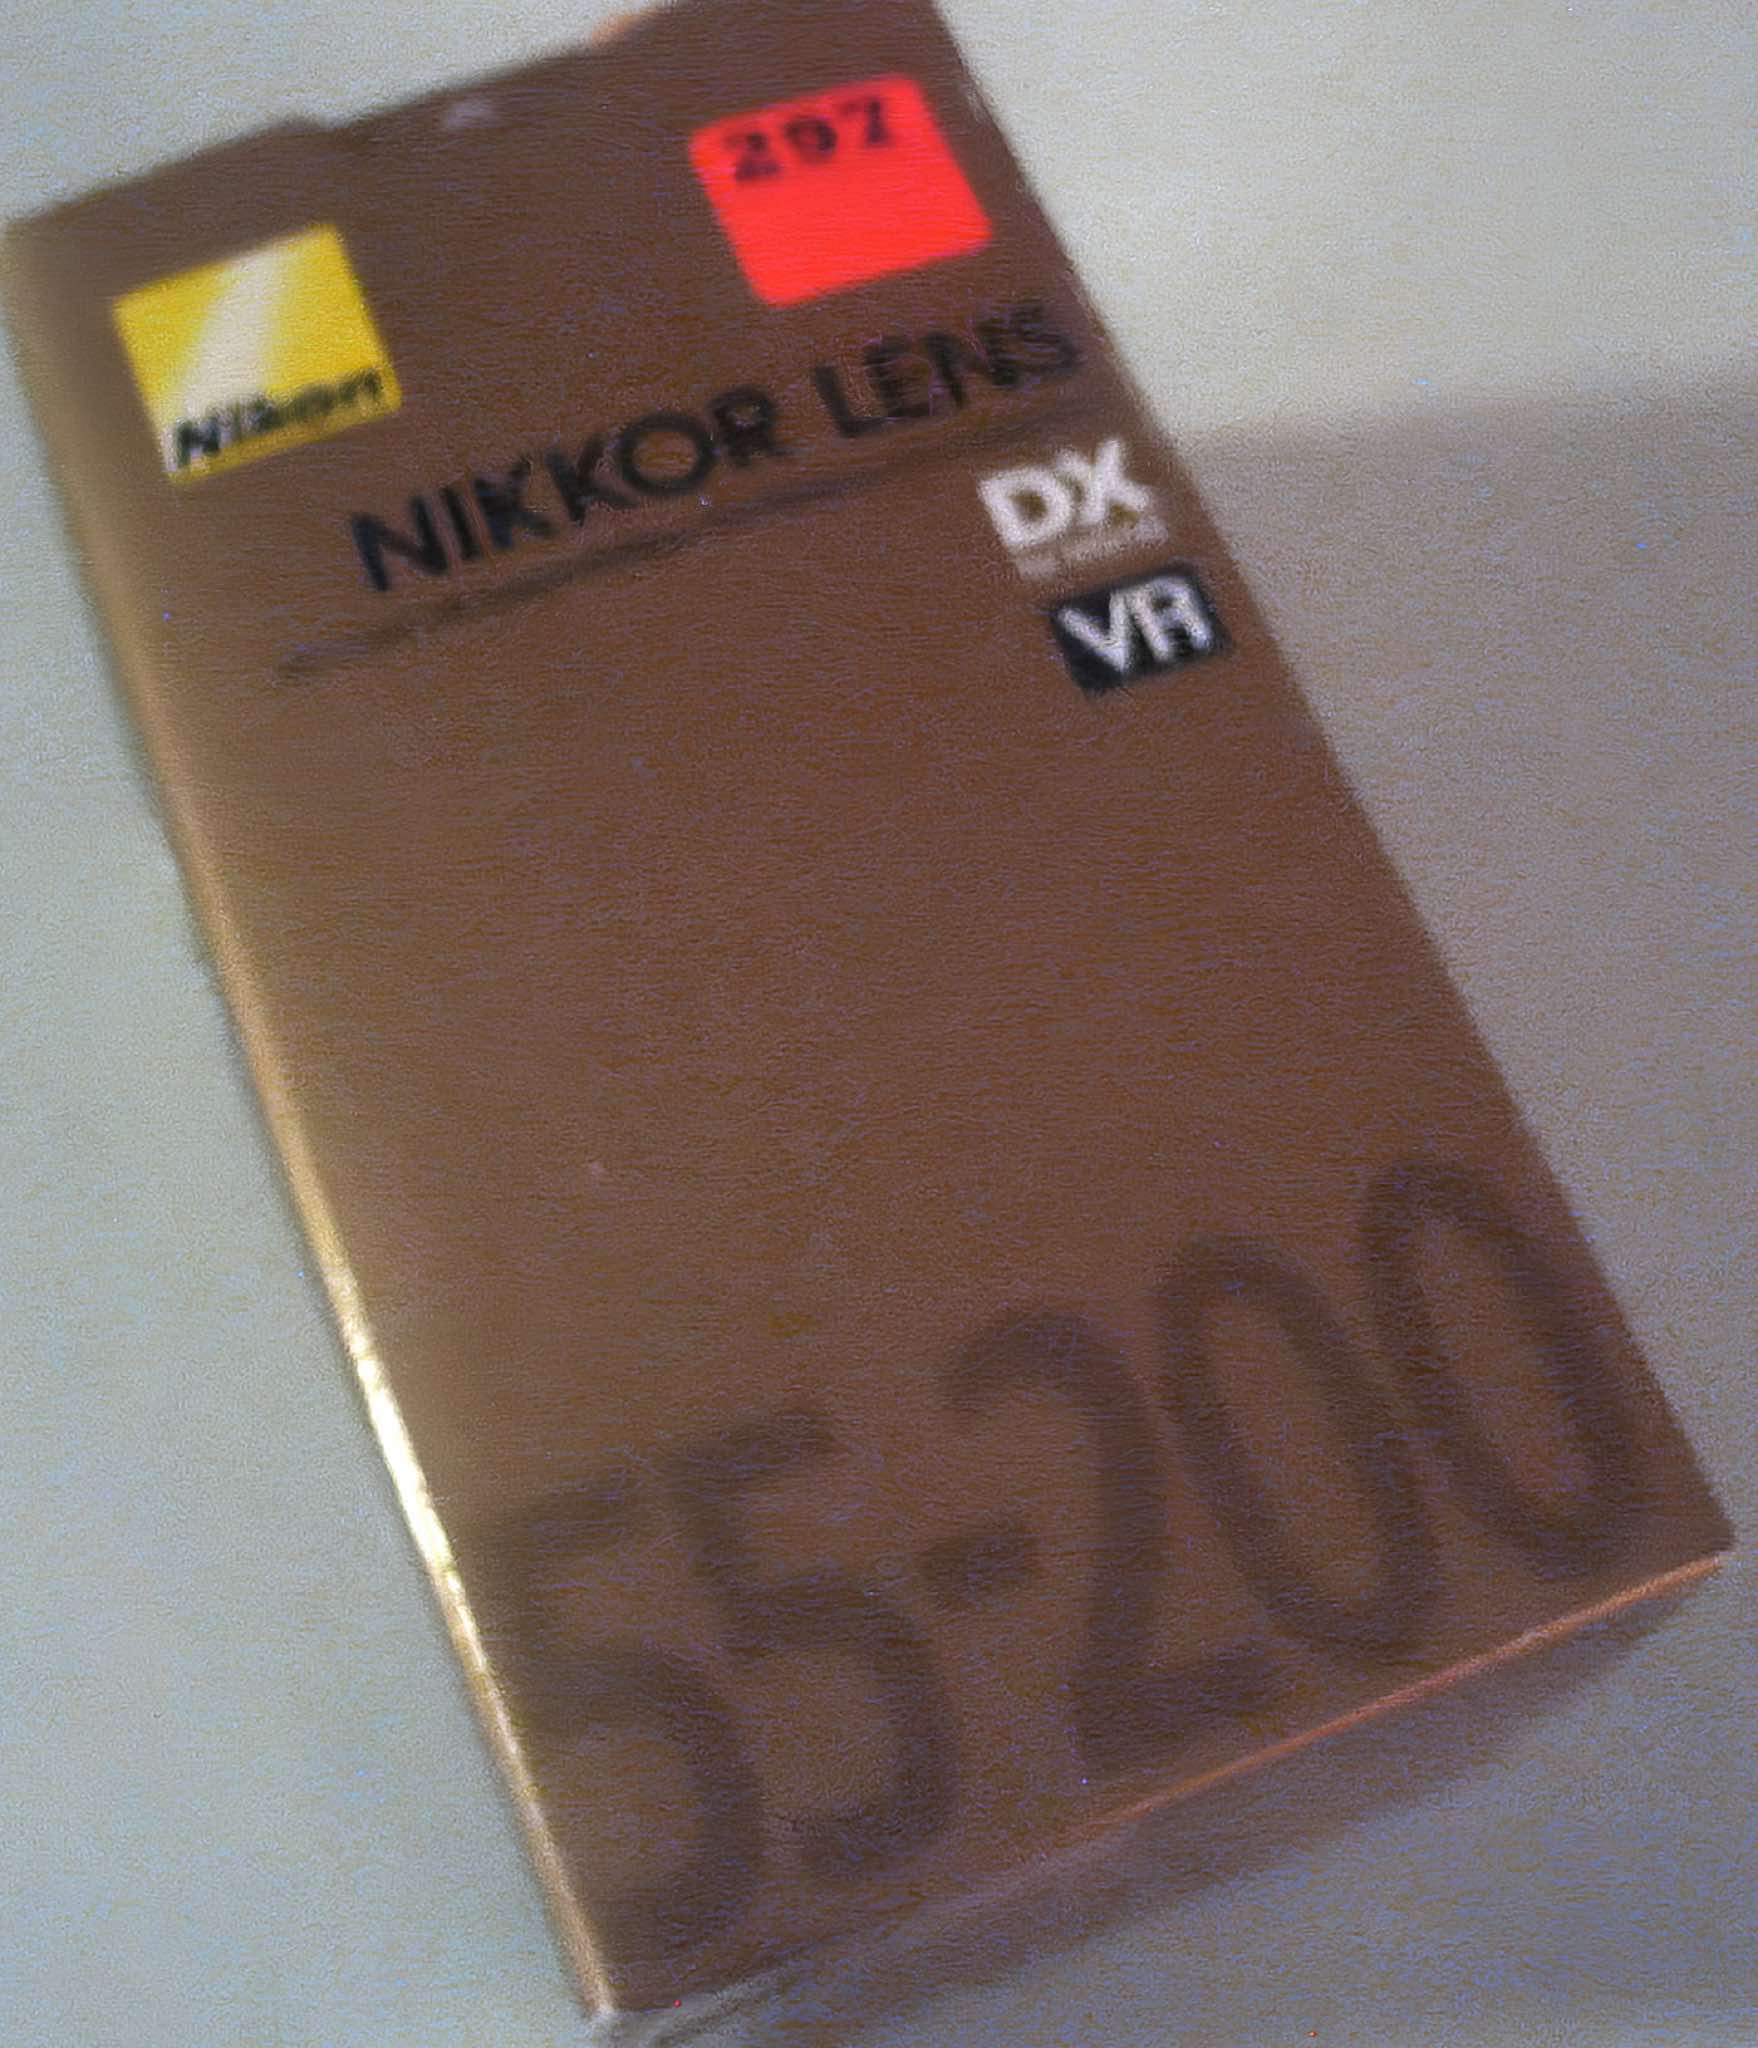 297
Nikon
NIKKOR LENS
DX
VR
55-200